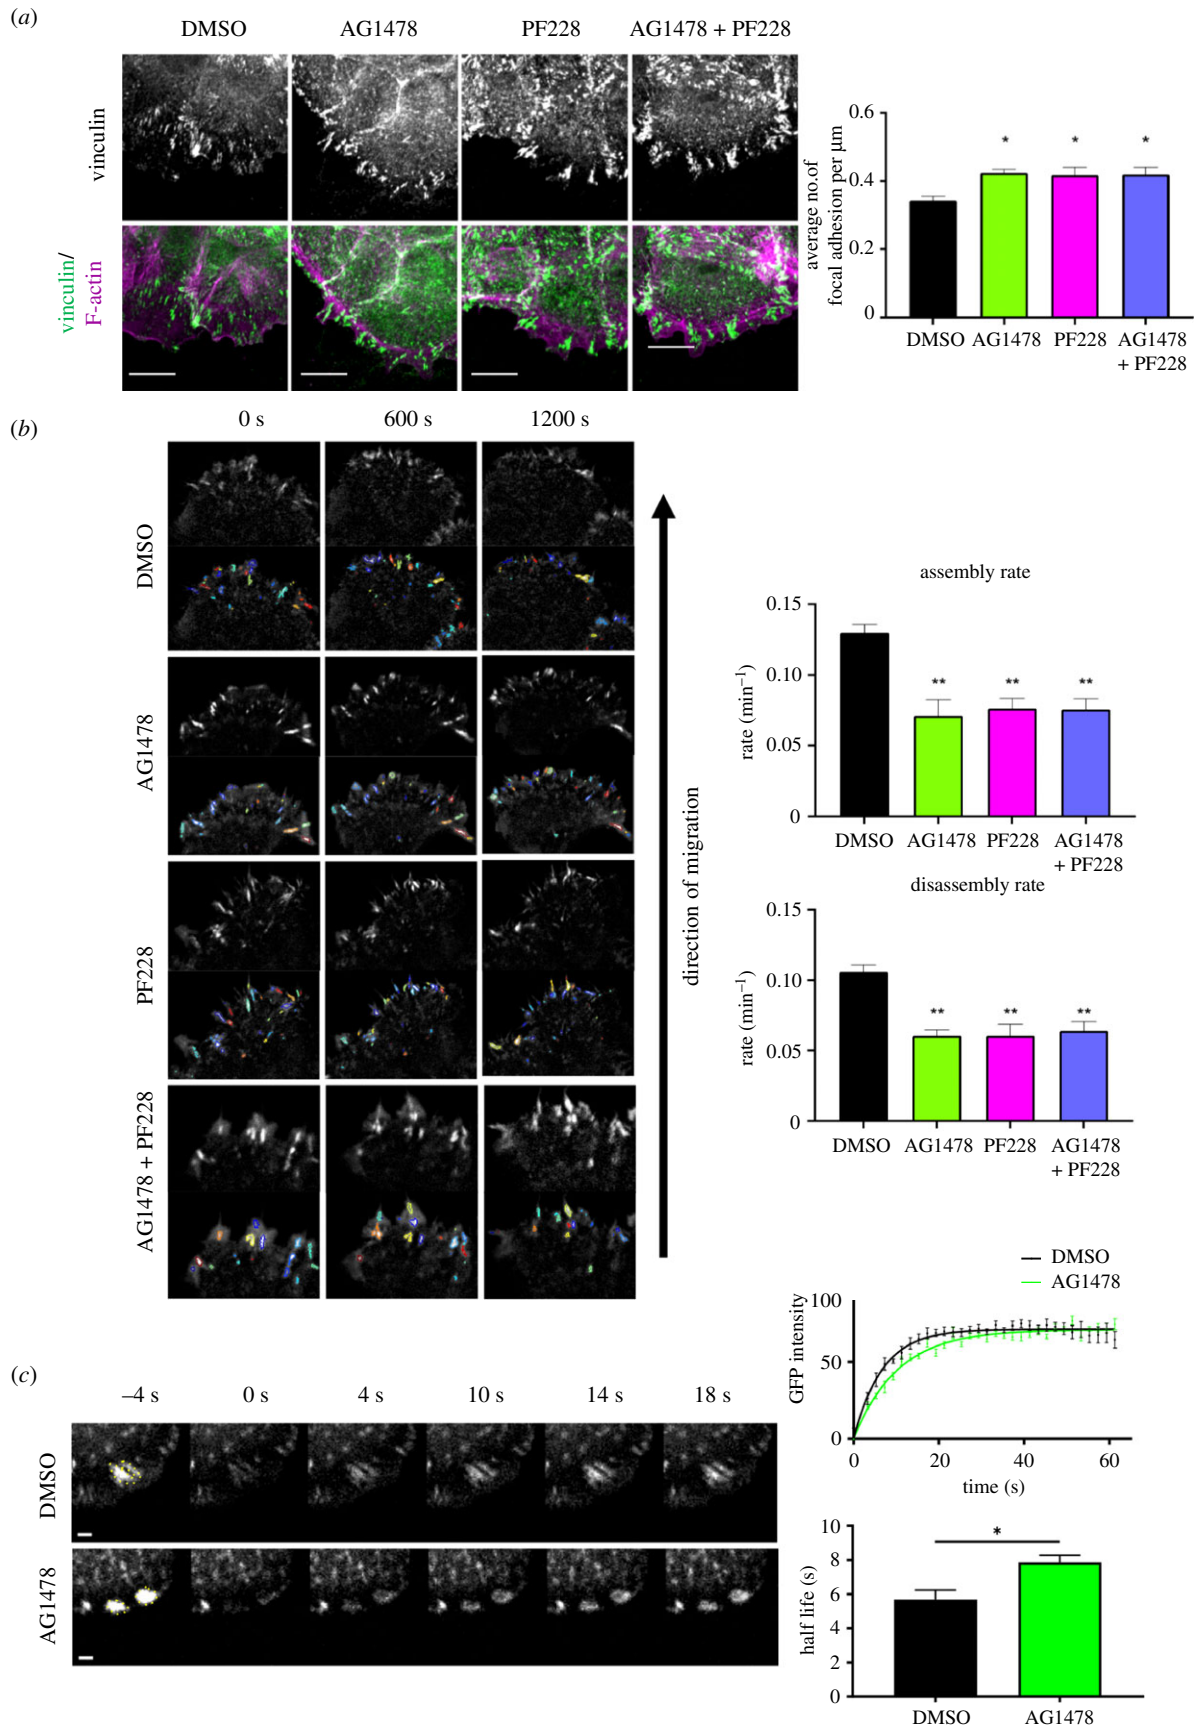 (a)
DMSO AG1478 PF228 AG1478 + PF228
vinculin
vinculin/
F-actin
average no.of
focal adhesion per μm
0.6
0.4
0.2
0
* * *
DMSO AG1478 PF228 AG1478
+ PF228
(b)
0 s 600 s 1200 s
DMSO
AG1478
PF228
AG1478 + PF228
direction of migration
assembly rate
rate (min⁻¹)
0.15
0.10
0.05
0
** ** **
DMSO AG1478 PF228 AG1478
+ PF228
disassembly rate
rate (min⁻¹)
0.15
0.10
0.05
0
** ** **
DMSO AG1478 PF228 AG1478
+ PF228
(c)
–4 s 0 s 4 s 10 s 14 s 18 s
DMSO
AG1478
DMSO
AG1478
GFP intensity
100
50
0
0 20 40 60
time (s)
half life (s)
10
8
6
4
2
0
*
DMSO AG1478